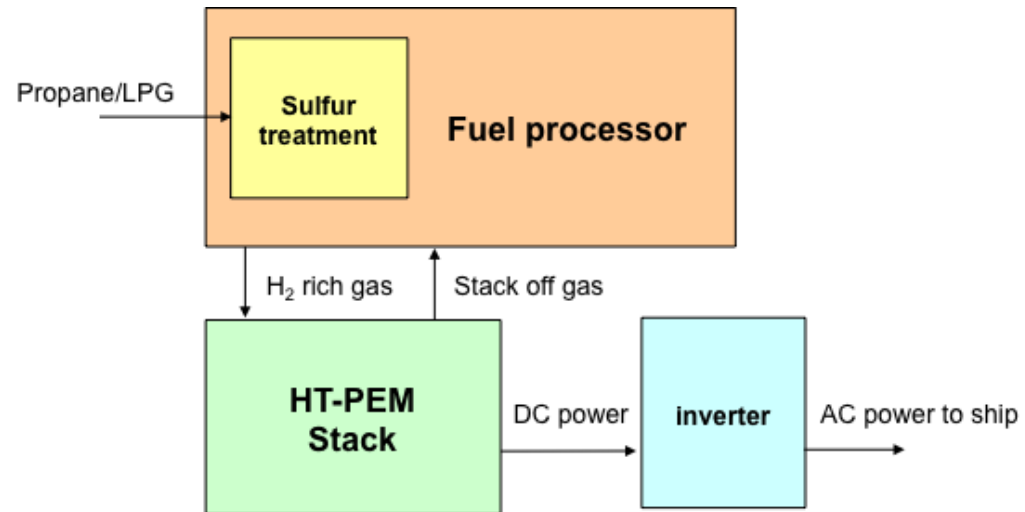 Propane/LPG
Sulfur
treatment
Fuel processor
H₂ rich gas
Stack off gas
HT-PEM
Stack
DC power
inverter
AC power to ship